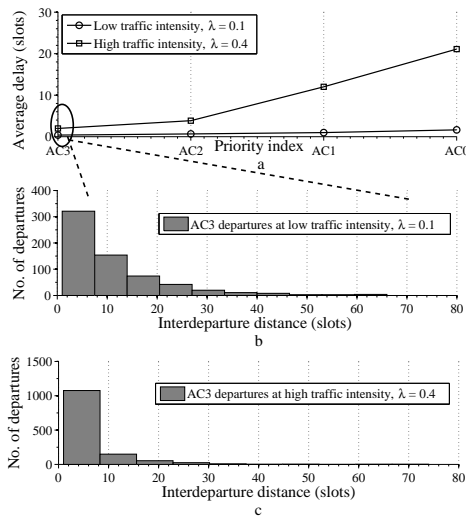 30
20
10
0
Average delay (slots)
Low traffic intensity, λ = 0.1
High traffic intensity, λ = 0.4
AC3 AC2 AC1 AC0
Priority index
a
400
300
200
100
0
No. of departures
AC3 departures at low traffic intensity, λ = 0.1
0 10 20 30 40 50 60 70 80
Interdeparture distance (slots)
b
1500
1000
500
0
No. of departures
AC3 departures at high traffic intensity, λ = 0.4
0 10 20 30 40 50 60 70 80
Interdeparture distance (slots)
c